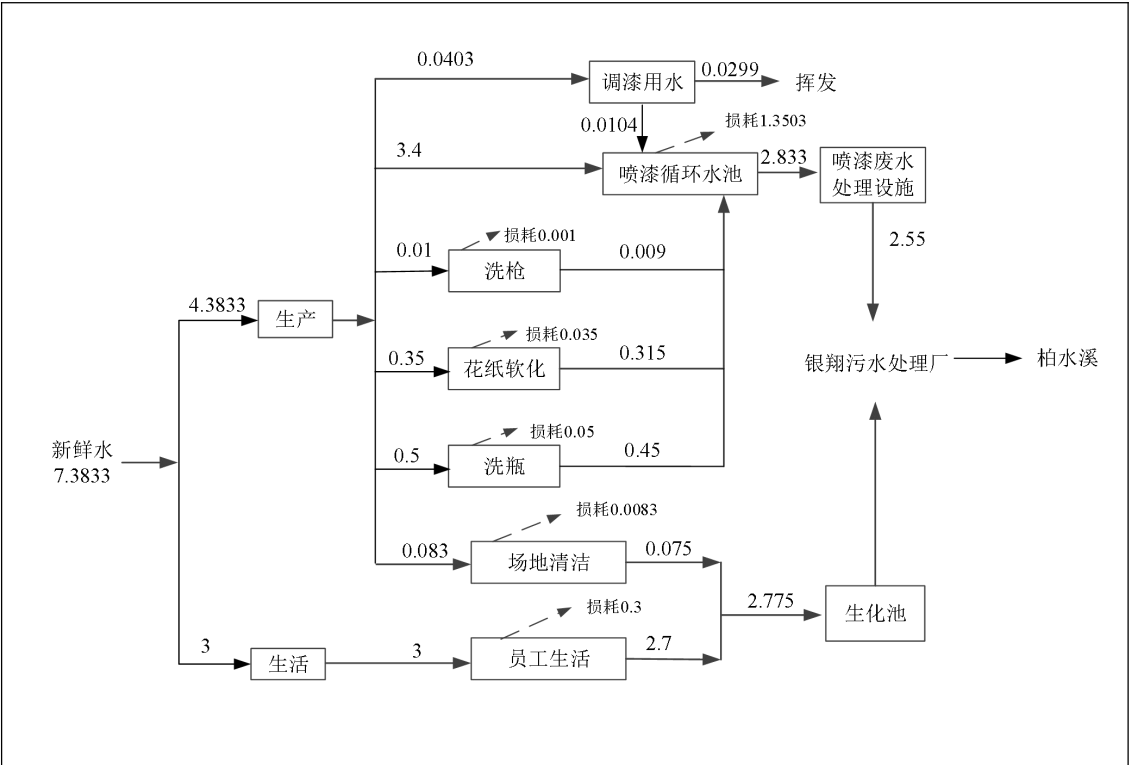 0.0403
调漆用水
0.0299
挥发
0.0104
损耗1.3503
3.4
喷漆循环水池
2.833
喷漆废水
处理设施
2.55
损耗0.001
0.01
洗枪
0.009
4.3833
生产
损耗0.035
0.35
花纸软化
0.315
银翔污水处理厂
柏水溪
新鲜水
7.3833
损耗0.05
0.5
洗瓶
0.45
损耗0.0083
0.083
场地清洁
0.075
2.775
生化池
损耗0.3
3
生活
3
员工生活
2.7